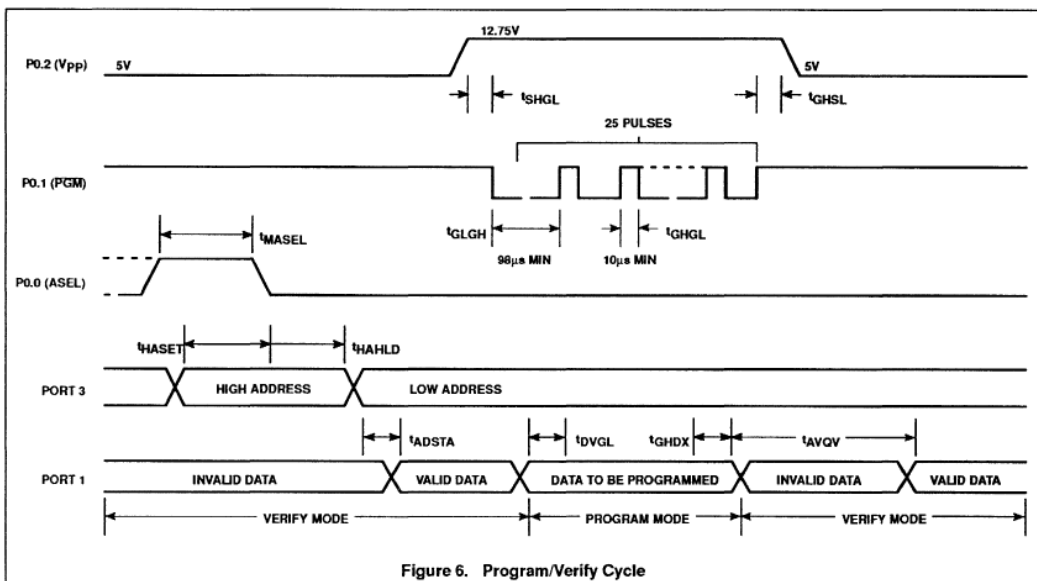 12.75V
P0.2 (VPP) 5V 5V
tSHGL tGHSL
25 PULSES
P0.1 (PGM)
tGLGH tGHGL
tMASEL 98μs MIN 10μs MIN
P0.0 (ASEL)
tHASET tHAHLD
PORT 3 HIGH ADDRESS LOW ADDRESS
tADSTA tDVGL tGHDX tAVQV
PORT 1 INVALID DATA VALID DATA DATA TO BE PROGRAMMED INVALID DATA VALID DATA
VERIFY MODE PROGRAM MODE VERIFY MODE
Figure 6. Program/Verify Cycle